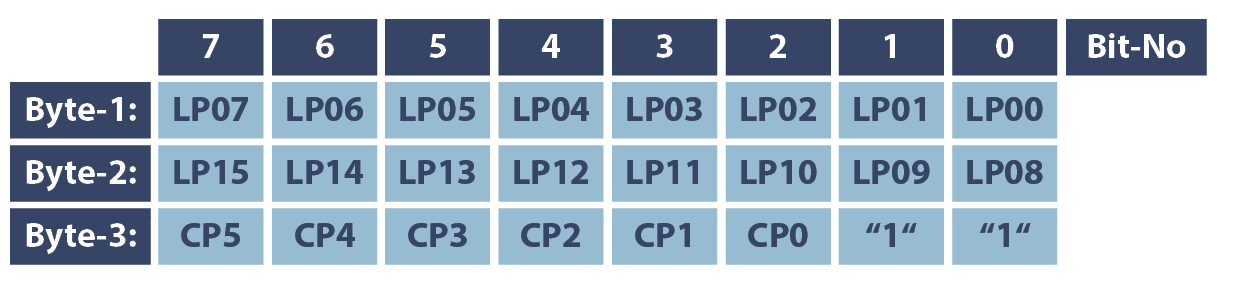 7 6 5 4 3 2 1 0 Bit-No
Byte-1: LP07 LP06 LP05 LP04 LP03 LP02 LP01 LP00
Byte-2: LP15 LP14 LP13 LP12 LP11 LP10 LP09 LP08
Byte-3: CP5 CP4 CP3 CP2 CP1 CP0 “1“ “1“